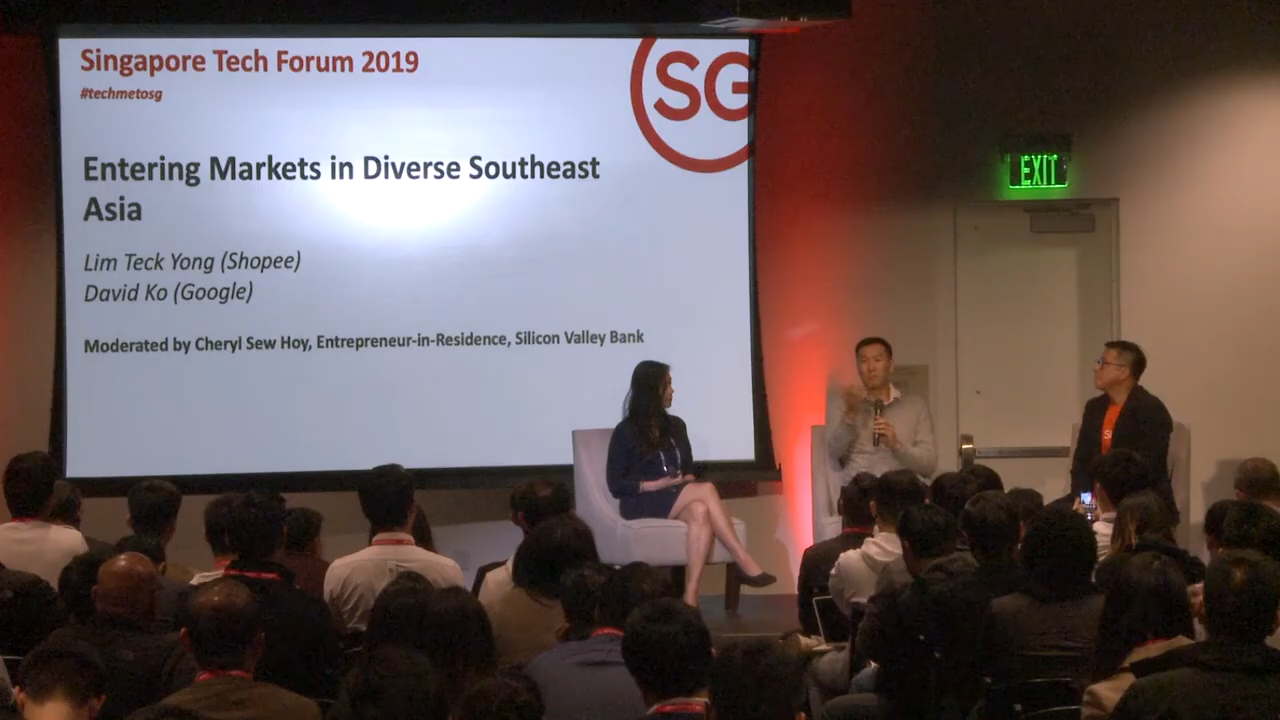 Singapore Tech Forum 2019
#techmetosg
SG
Entering Markets in Diverse Southeast
Asia
Lim Teck Yong (Shopee)
David Ko (Google)
Moderated by Cheryl Sew Hoy, Entrepreneur-in-Residence, Silicon Valley Bank
EXIT